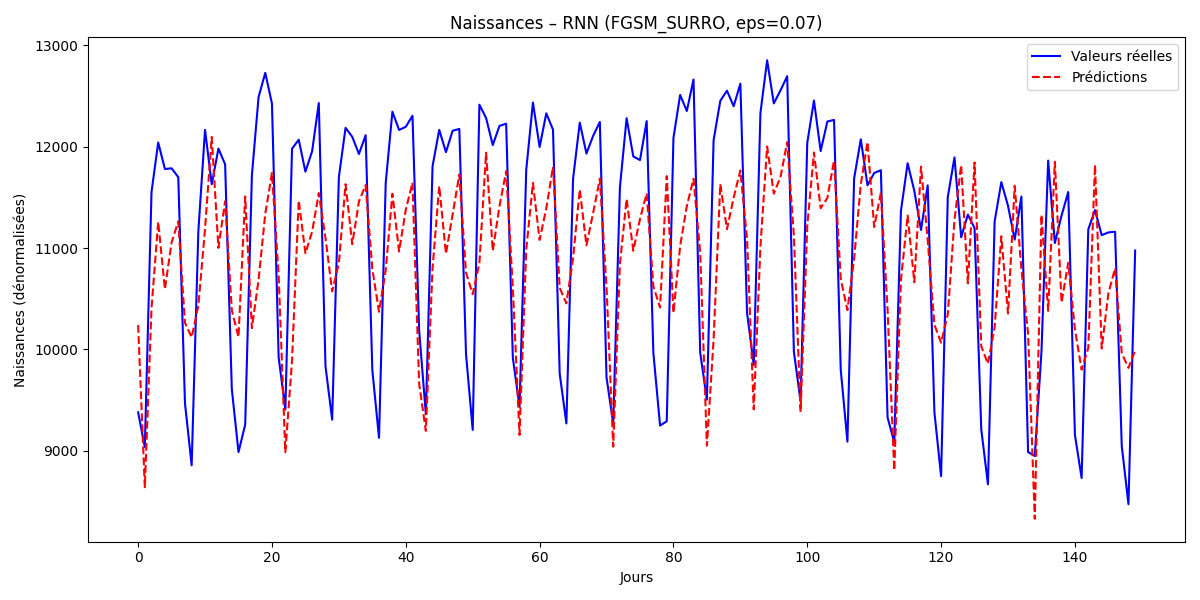 Naissances – RNN (FGSM_SURRO, eps=0.07)
Valeurs réelles
Prédictions
Naissances (dénormalisées)
13000
12000
11000
10000
9000
0 20 40 60 80 100 120 140
Jours